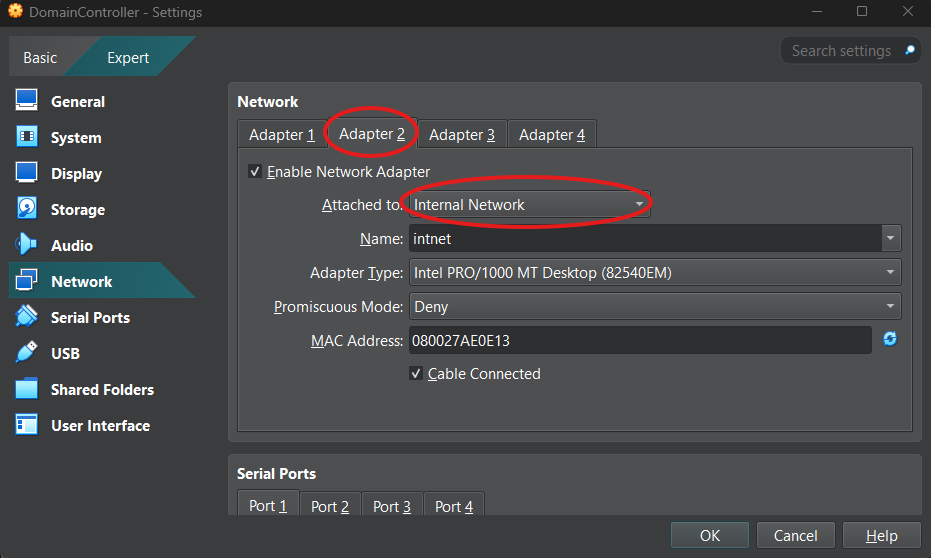 DomainController - Settings
Basic
Expert
Search settings
General
System
Display
Storage
Audio
Network
Serial Ports
USB
Shared Folders
User Interface
Network
Adapter 1
Adapter 2
Adapter 3
Adapter 4
Enable Network Adapter
Attached to: Internal Network
Name: intnet
Adapter Type: Intel PRO/1000 MT Desktop (82540EM)
Promiscuous Mode: Deny
MAC Address: 080027AE0E13
Cable Connected
Serial Ports
Port 1
Port 2
Port 3
Port 4
OK
Cancel
Help